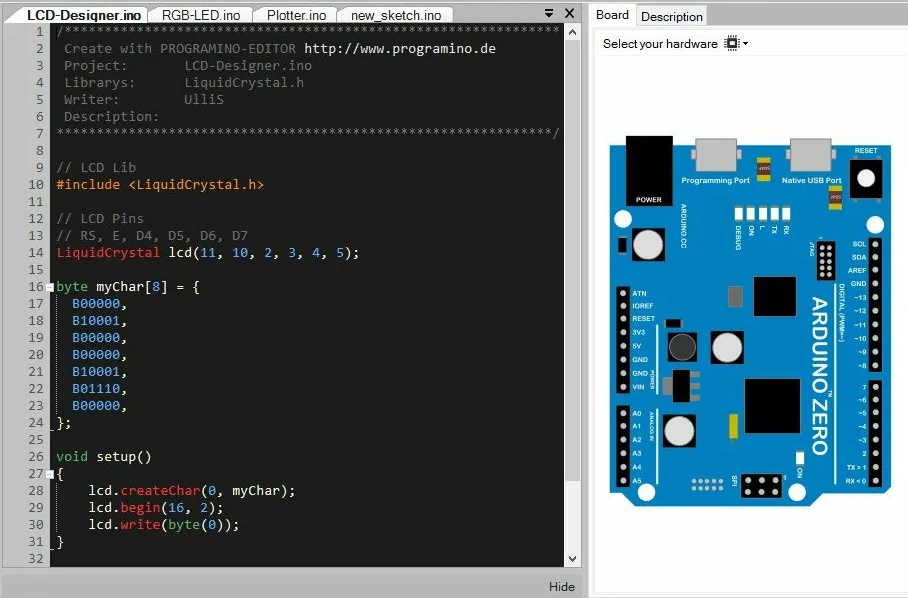 LCD-Designer.ino RGB-LED.ino Plotter.ino new_sketch.ino
1 /**************************************************************
2 Create with PROGRAMINO-EDITOR http://www.programino.de
3 Project: LCD-Designer.ino
4 Librarys: LiquidCrystal.h
5 Writer: UlliS
6 Description:
7 **************************************************************/
8
9 // LCD Lib
10 #include <LiquidCrystal.h>
11
12 // LCD Pins
13 // RS, E, D4, D5, D6, D7
14 LiquidCrystal lcd(11, 10, 2, 3, 4, 5);
15
16 byte myChar[8] = {
17 B00000,
18 B10001,
19 B00000,
20 B00000,
21 B10001,
22 B01110,
23 B00000,
24 };
25
26 void setup()
27 {
28 lcd.createChar(0, myChar);
29 lcd.begin(16, 2);
30 lcd.write(byte(0));
31 }
32
Hide
Board Description
Select your hardware
POWER
Programming Port
Native USB Port
RESET
ARDUINO.CC
DEBUG
ON
L
TX
RX
JTAG
1
SCL
SDA
AREF
GND
~13
~12
~11
~10
~9
~8
DIGITAL (PWM=~)
7
~6
~5
~4
~3
2
TX > 1
RX < 0
ATN
IOREF
RESET
3V3
5V
GND
GND
VIN
POWER
A0
A1
A2
A3
A4
A5
ANALOG IN
ARDUINO ZERO
TM
ON
SPI
1